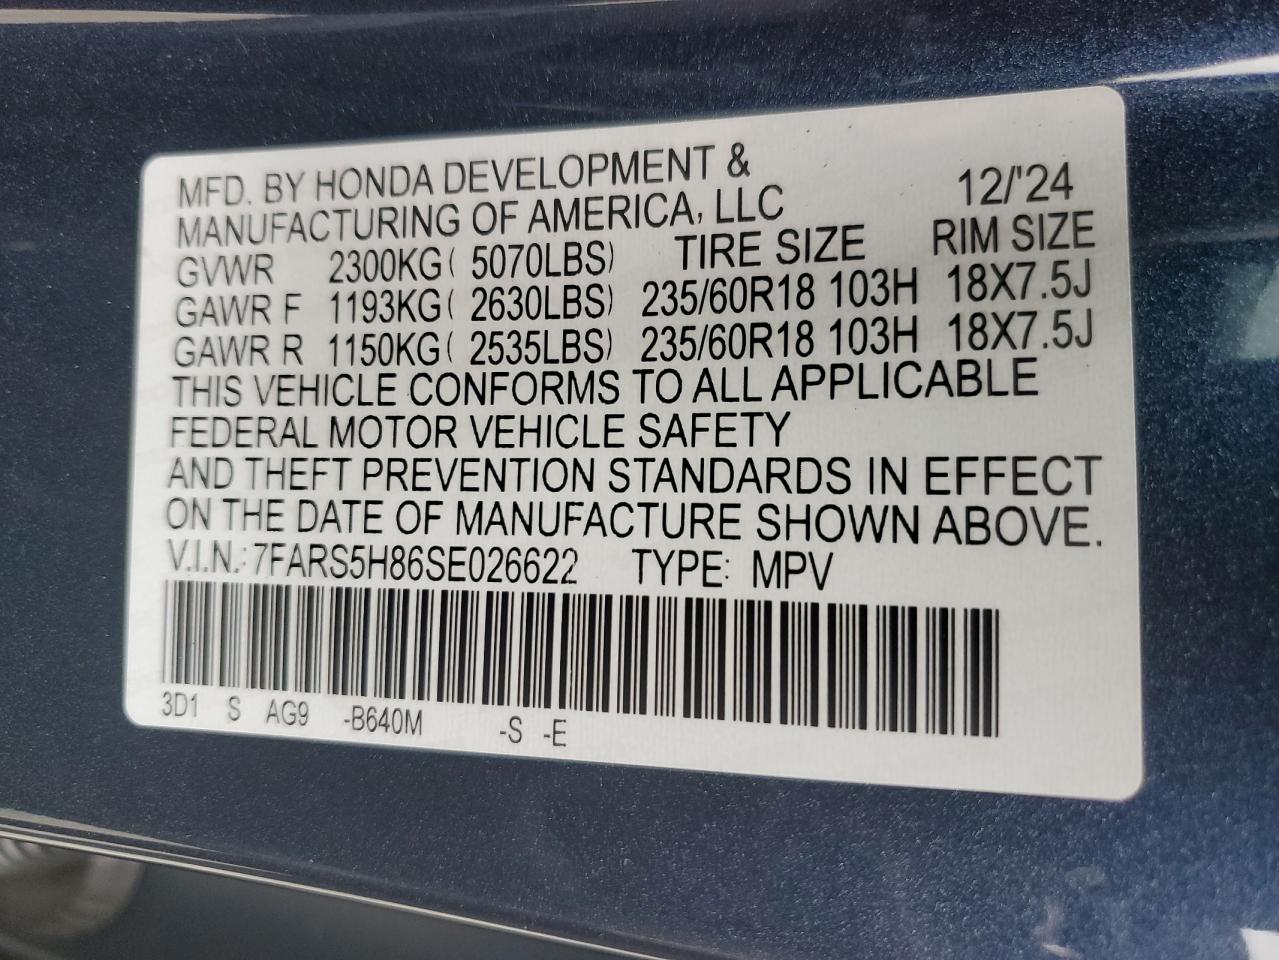 MFD. BY HONDA DEVELOPMENT &
MANUFACTURING OF AMERICA, LLC 12/'24
GVWR 2300KG( 5070LBS) TIRE SIZE RIM SIZE
GAWR F 1193KG( 2630LBS) 235/60R18 103H 18X7.5J
GAWR R 1150KG( 2535LBS) 235/60R18 103H 18X7.5J
THIS VEHICLE CONFORMS TO ALL APPLICABLE
FEDERAL MOTOR VEHICLE SAFETY
AND THEFT PREVENTION STANDARDS IN EFFECT
ON THE DATE OF MANUFACTURE SHOWN ABOVE.
V.I.N.: 7FARS5H86SE026622 TYPE: MPV
3D1 S AG9 -B640M -S -E